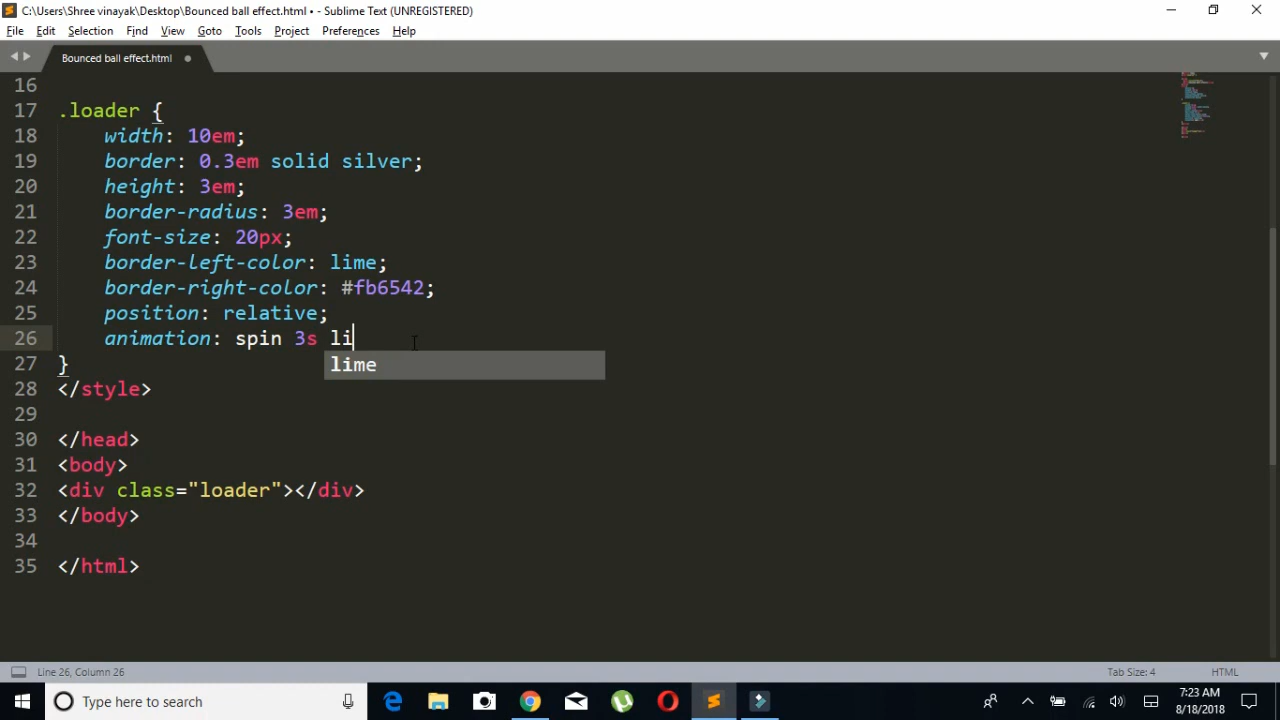 C:\Users\Shree vinayak\Desktop\Bounced ball effect.html • - Sublime Text (UNREGISTERED)
File Edit Selection Find View Goto Tools Project Preferences Help
Bounced ball effect.html
16
17 .loader {
18 width: 10em;
19 border: 0.3em solid silver;
20 height: 3em;
21 border-radius: 3em;
22 font-size: 20px;
23 border-left-color: lime;
24 border-right-color: #fb6542;
25 position: relative;
26 animation: spin 3s li
lime
27 }
28 </style>
29
30 </head>
31 <body>
32 <div class="loader"></div>
33 </body>
34
35 </html>
Line 26, Column 26 Tab Size: 4 HTML
Type here to search
7:23 AM
8/18/2018